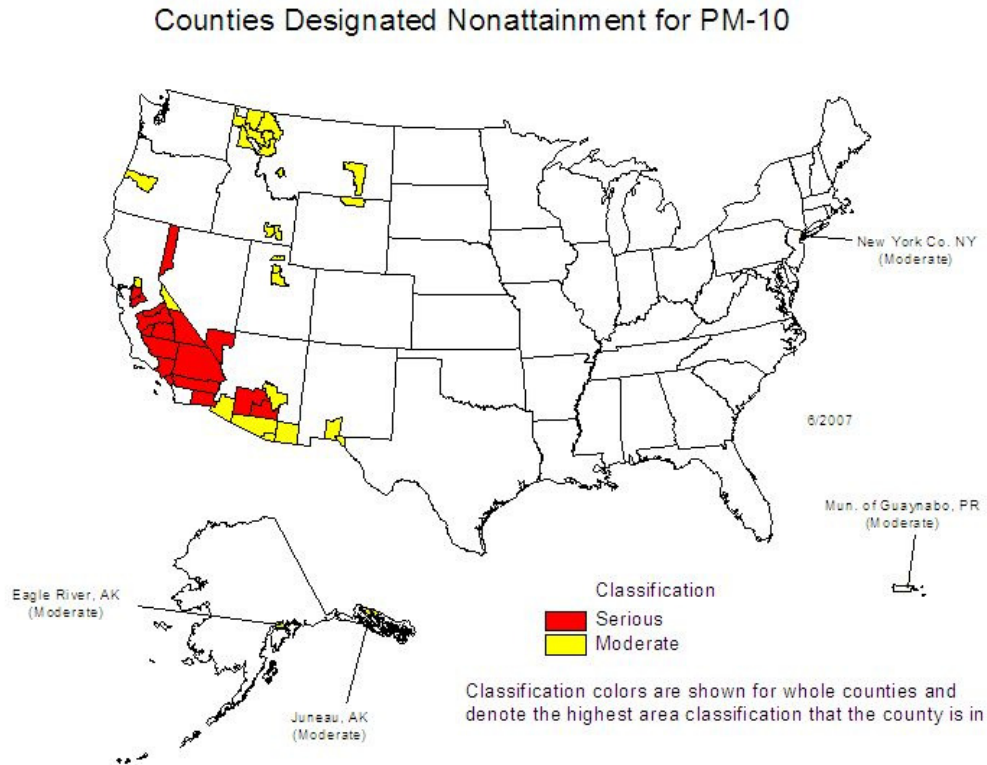 Counties Designated Nonattainment for PM-10
New York Co. NY
(Moderate)
6/2007
Mun. of Guaynabo, PR
(Moderate)
Eagle River, AK
(Moderate)
Juneau, AK
(Moderate)
Classification
Serious
Moderate
Classification colors are shown for whole counties and
denote the highest area classification that the county is in